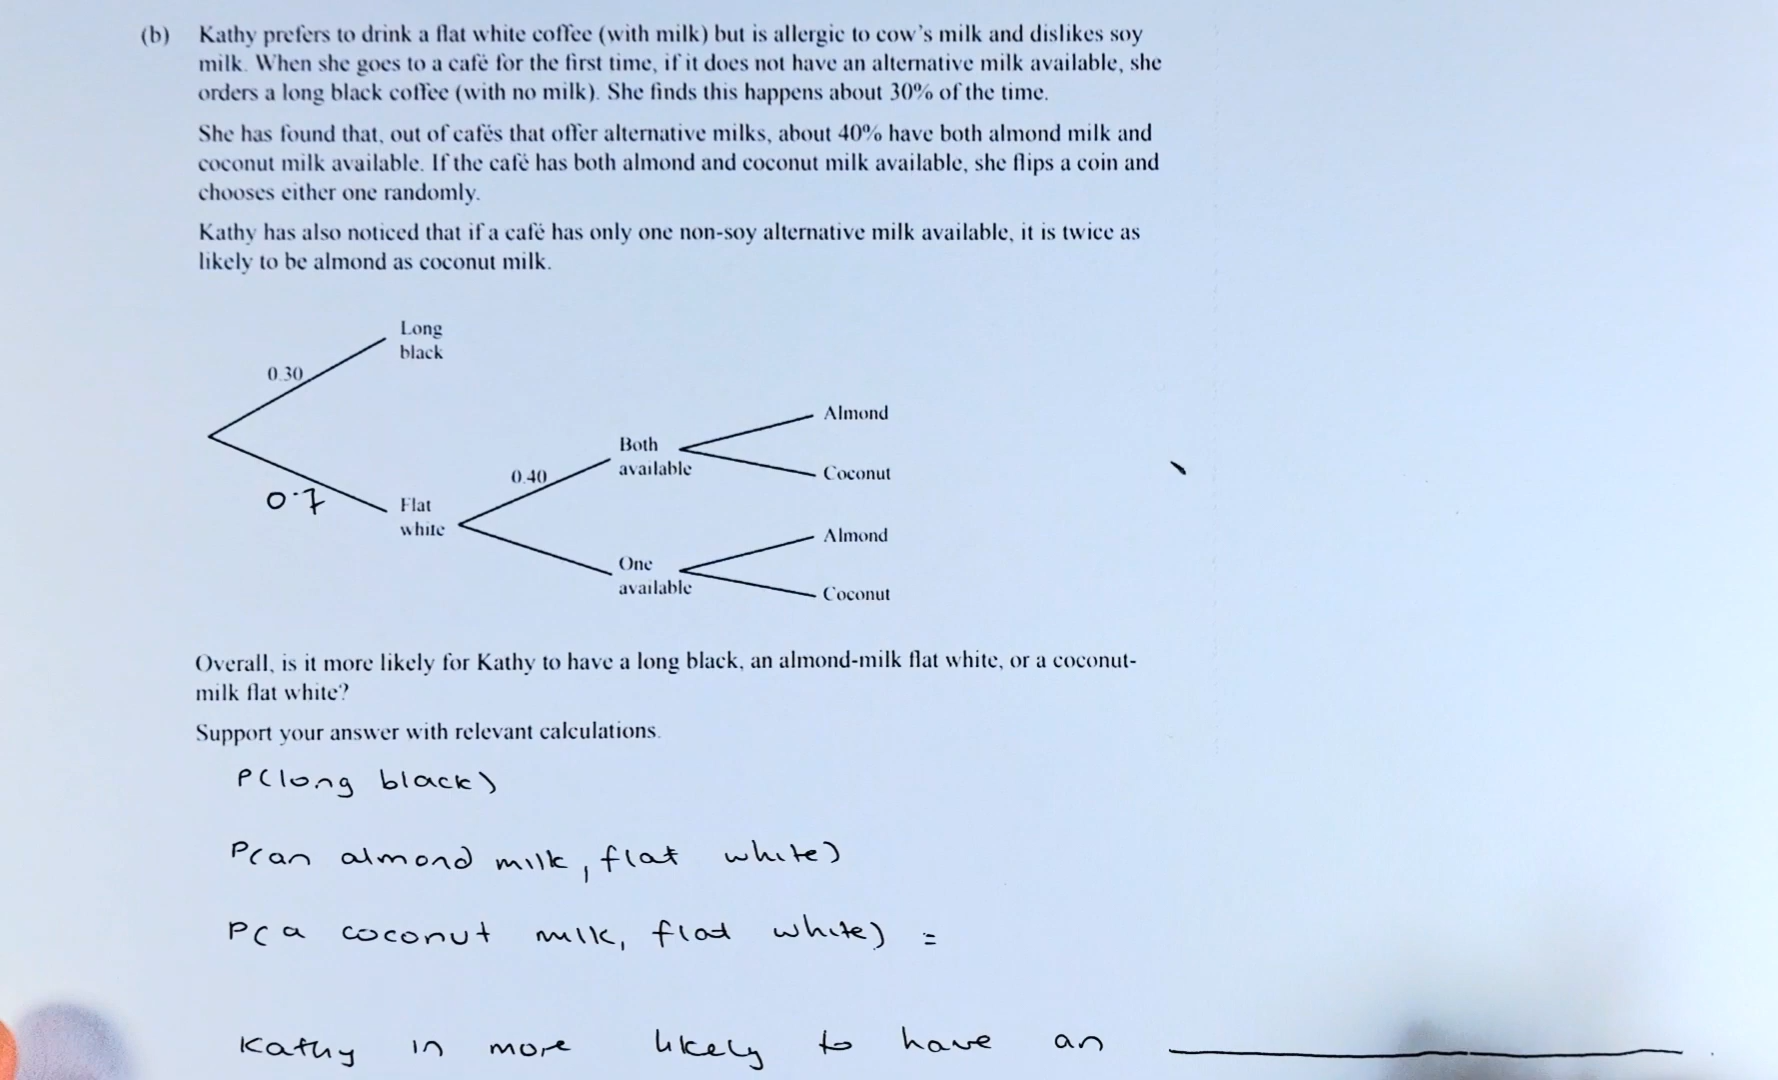 (b) Kathy prefers to drink a flat white coffee (with milk) but is allergic to cow's milk and dislikes soy
milk. When she goes to a café for the first time, if it does not have an alternative milk available, she
orders a long black coffee (with no milk). She finds this happens about 30% of the time.
She has found that, out of cafés that offer alternative milks, about 40% have both almond milk and
coconut milk available. If the café has both almond and coconut milk available, she flips a coin and
chooses either one randomly.
Kathy has also noticed that if a café has only one non-soy alternative milk available, it is twice as
likely to be almond as coconut milk.
Long
black
0.30
Almond
Both
available
0.40
Coconut
0.7
Flat
white
Almond
One
available
Coconut
Overall, is it more likely for Kathy to have a long black, an almond-milk flat white, or a coconut-
milk flat white?
Support your answer with relevant calculations.
P(long black)
P(an almond milk, flat white)
P(a coconut milk, flat white) =
Kathy in more likely to have an ________ .